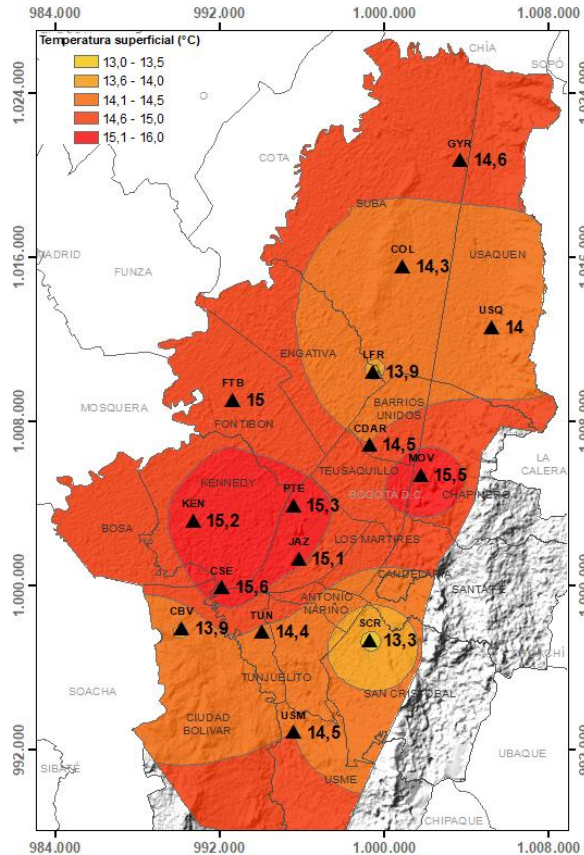 984.000 992.000 1.000.000 1.008.000
Temperatura superficial (°C)
13,0 - 13,5
13,6 - 14,0
14,1 - 14,5
14,6 - 15,0
15,1 - 16,0
CHÍA
SOPÓ
1.024.000
1.024.000
O
COTA
GYR
14,6
SUBA
COL
14,3
USAQUEN
1.016.000
1.016.000
MADRID
FUNZA
USQ
14
ENGATIVA
LFR
13,9
FTB
15
MOSQUERA
FONTIBON
BARRIOS
UNIDOS
1.008.000
1.008.000
CDAR
14,5
TEUSAQUILLO
MOV
15,5
LA
CALERA
KENNEDY
BOGOTÁ D.C
CHAPINERO
PTE
15,3
KEN
15,2
BOSA
LOS MARTIRES
JAZ
15,1
CSE
15,6
CANDELARIA
1.000.000
1.000.000
SANTA FE
ANTONIO
NARIÑO
CBV
13,9
TUN
14,4
SCR
13,3
SOACHA
TUNJUELITO
SAN CRISTOBAL
CIUDAD
BOLIVAR
USM
14,5
992.000
992.000
SIBATÉ
USME
UBAQUE
CHIPAQUE
984.000 992.000 1.000.000 1.008.000